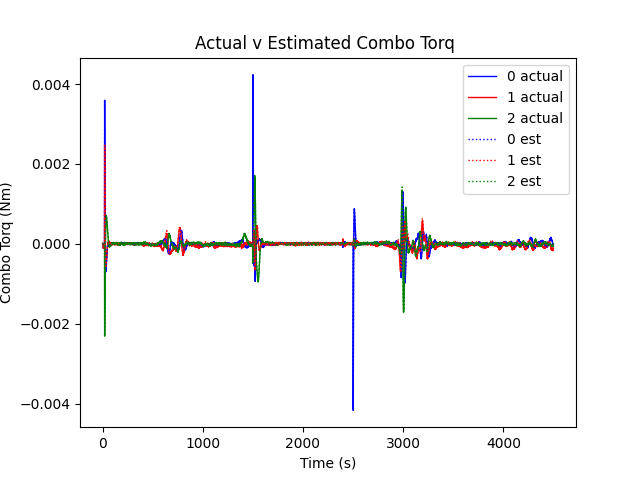 Actual v Estimated Combo Torq
0 actual
1 actual
2 actual
0 est
1 est
2 est
0.004
0.002
0.000
−0.002
−0.004
Combo Torq (Nm)
0 1000 2000 3000 4000
Time (s)